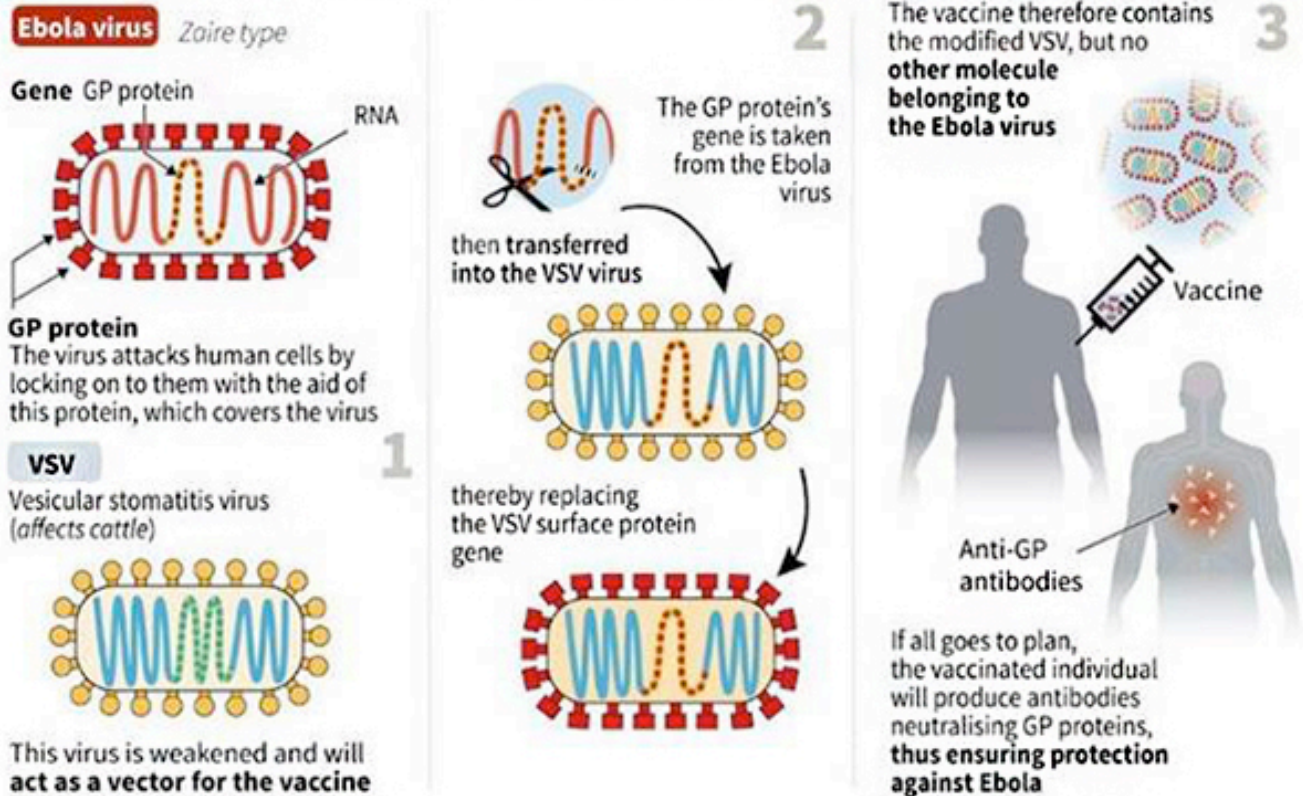 Ebola virus Zaire type
Gene GP protein
RNA
GP protein
The virus attacks human cells by
locking on to them with the aid of
this protein, which covers the virus
1
VSV
Vesicular stomatitis virus
(affects cattle)
This virus is weakened and will
act as a vector for the vaccine
2
The GP protein's
gene is taken
from the Ebola
virus
then transferred
into the VSV virus
thereby replacing
the VSV surface protein
gene
3
The vaccine therefore contains
the modified VSV, but no
other molecule
belonging to
the Ebola virus
Vaccine
Anti-GP
antibodies
If all goes to plan,
the vaccinated individual
will produce antibodies
neutralising GP proteins,
thus ensuring protection
against Ebola